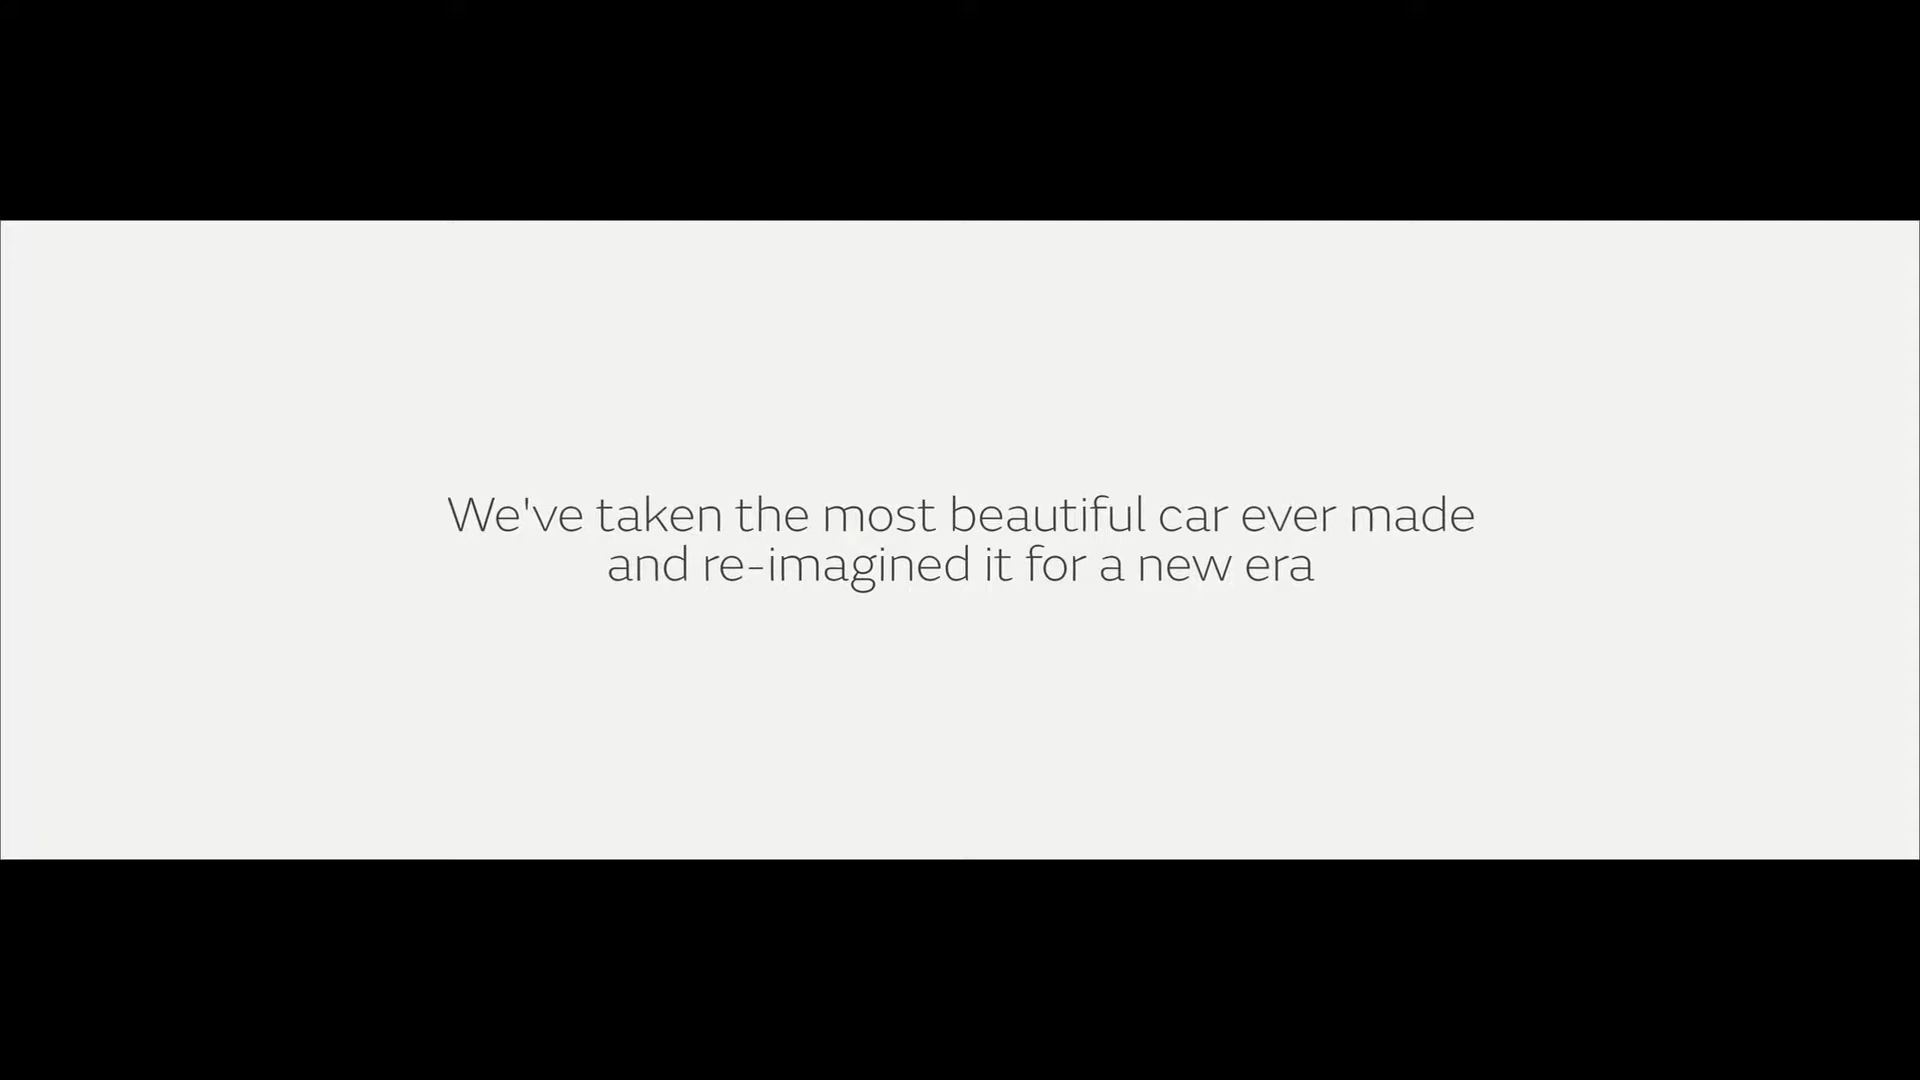 We've taken the most beautiful car ever made
and re-imagined it for a new era